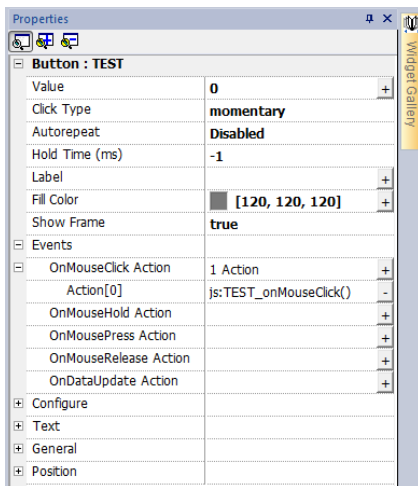 Properties
Button : TEST
Value 0 +
Click Type momentary
Autorepeat Disabled
Hold Time (ms) -1
Label +
Fill Color [120, 120, 120] +
Show Frame true
Events
OnMouseClick Action 1 Action +
Action[0] js:TEST_onMouseClick() -
OnMouseHold Action +
OnMousePress Action +
OnMouseRelease Action +
OnDataUpdate Action +
Configure
Text
General
Position
Widget Gallery